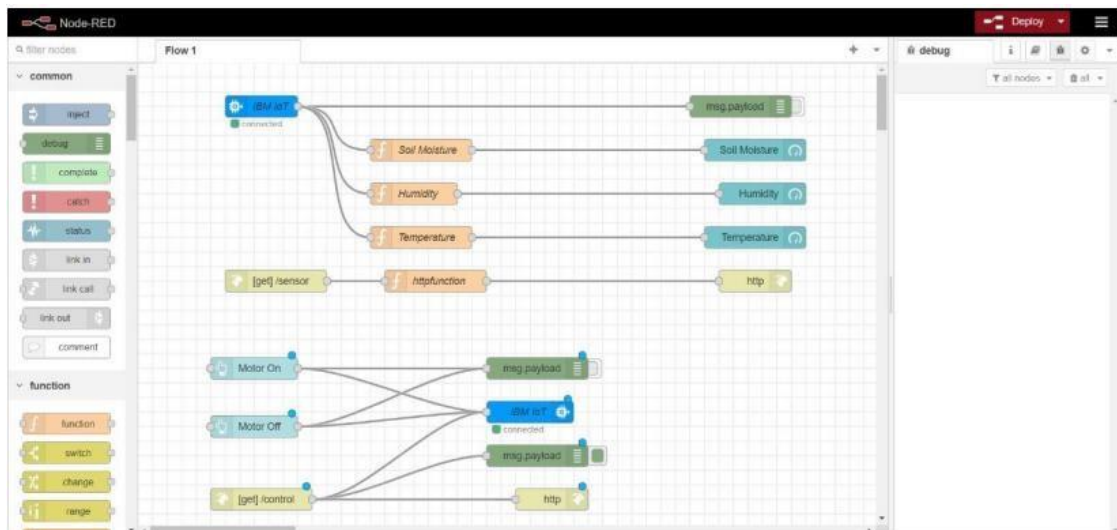 Node-RED
Deploy
filter nodes
Flow 1
debug
i
all nodes
all
common
inject
debug
complete
catch
status
link in
link call
link out
comment
function
function
switch
change
range
IBM IoT
connected
msg.payload
Soil Moisture
Soil Moisture
Humidity
Humidity
Temperature
Temperature
[get] /sensor
httpfunction
http
Motor On
msg.payload
IBM IoT
connected
Motor Off
msg.payload
[get] /control
http